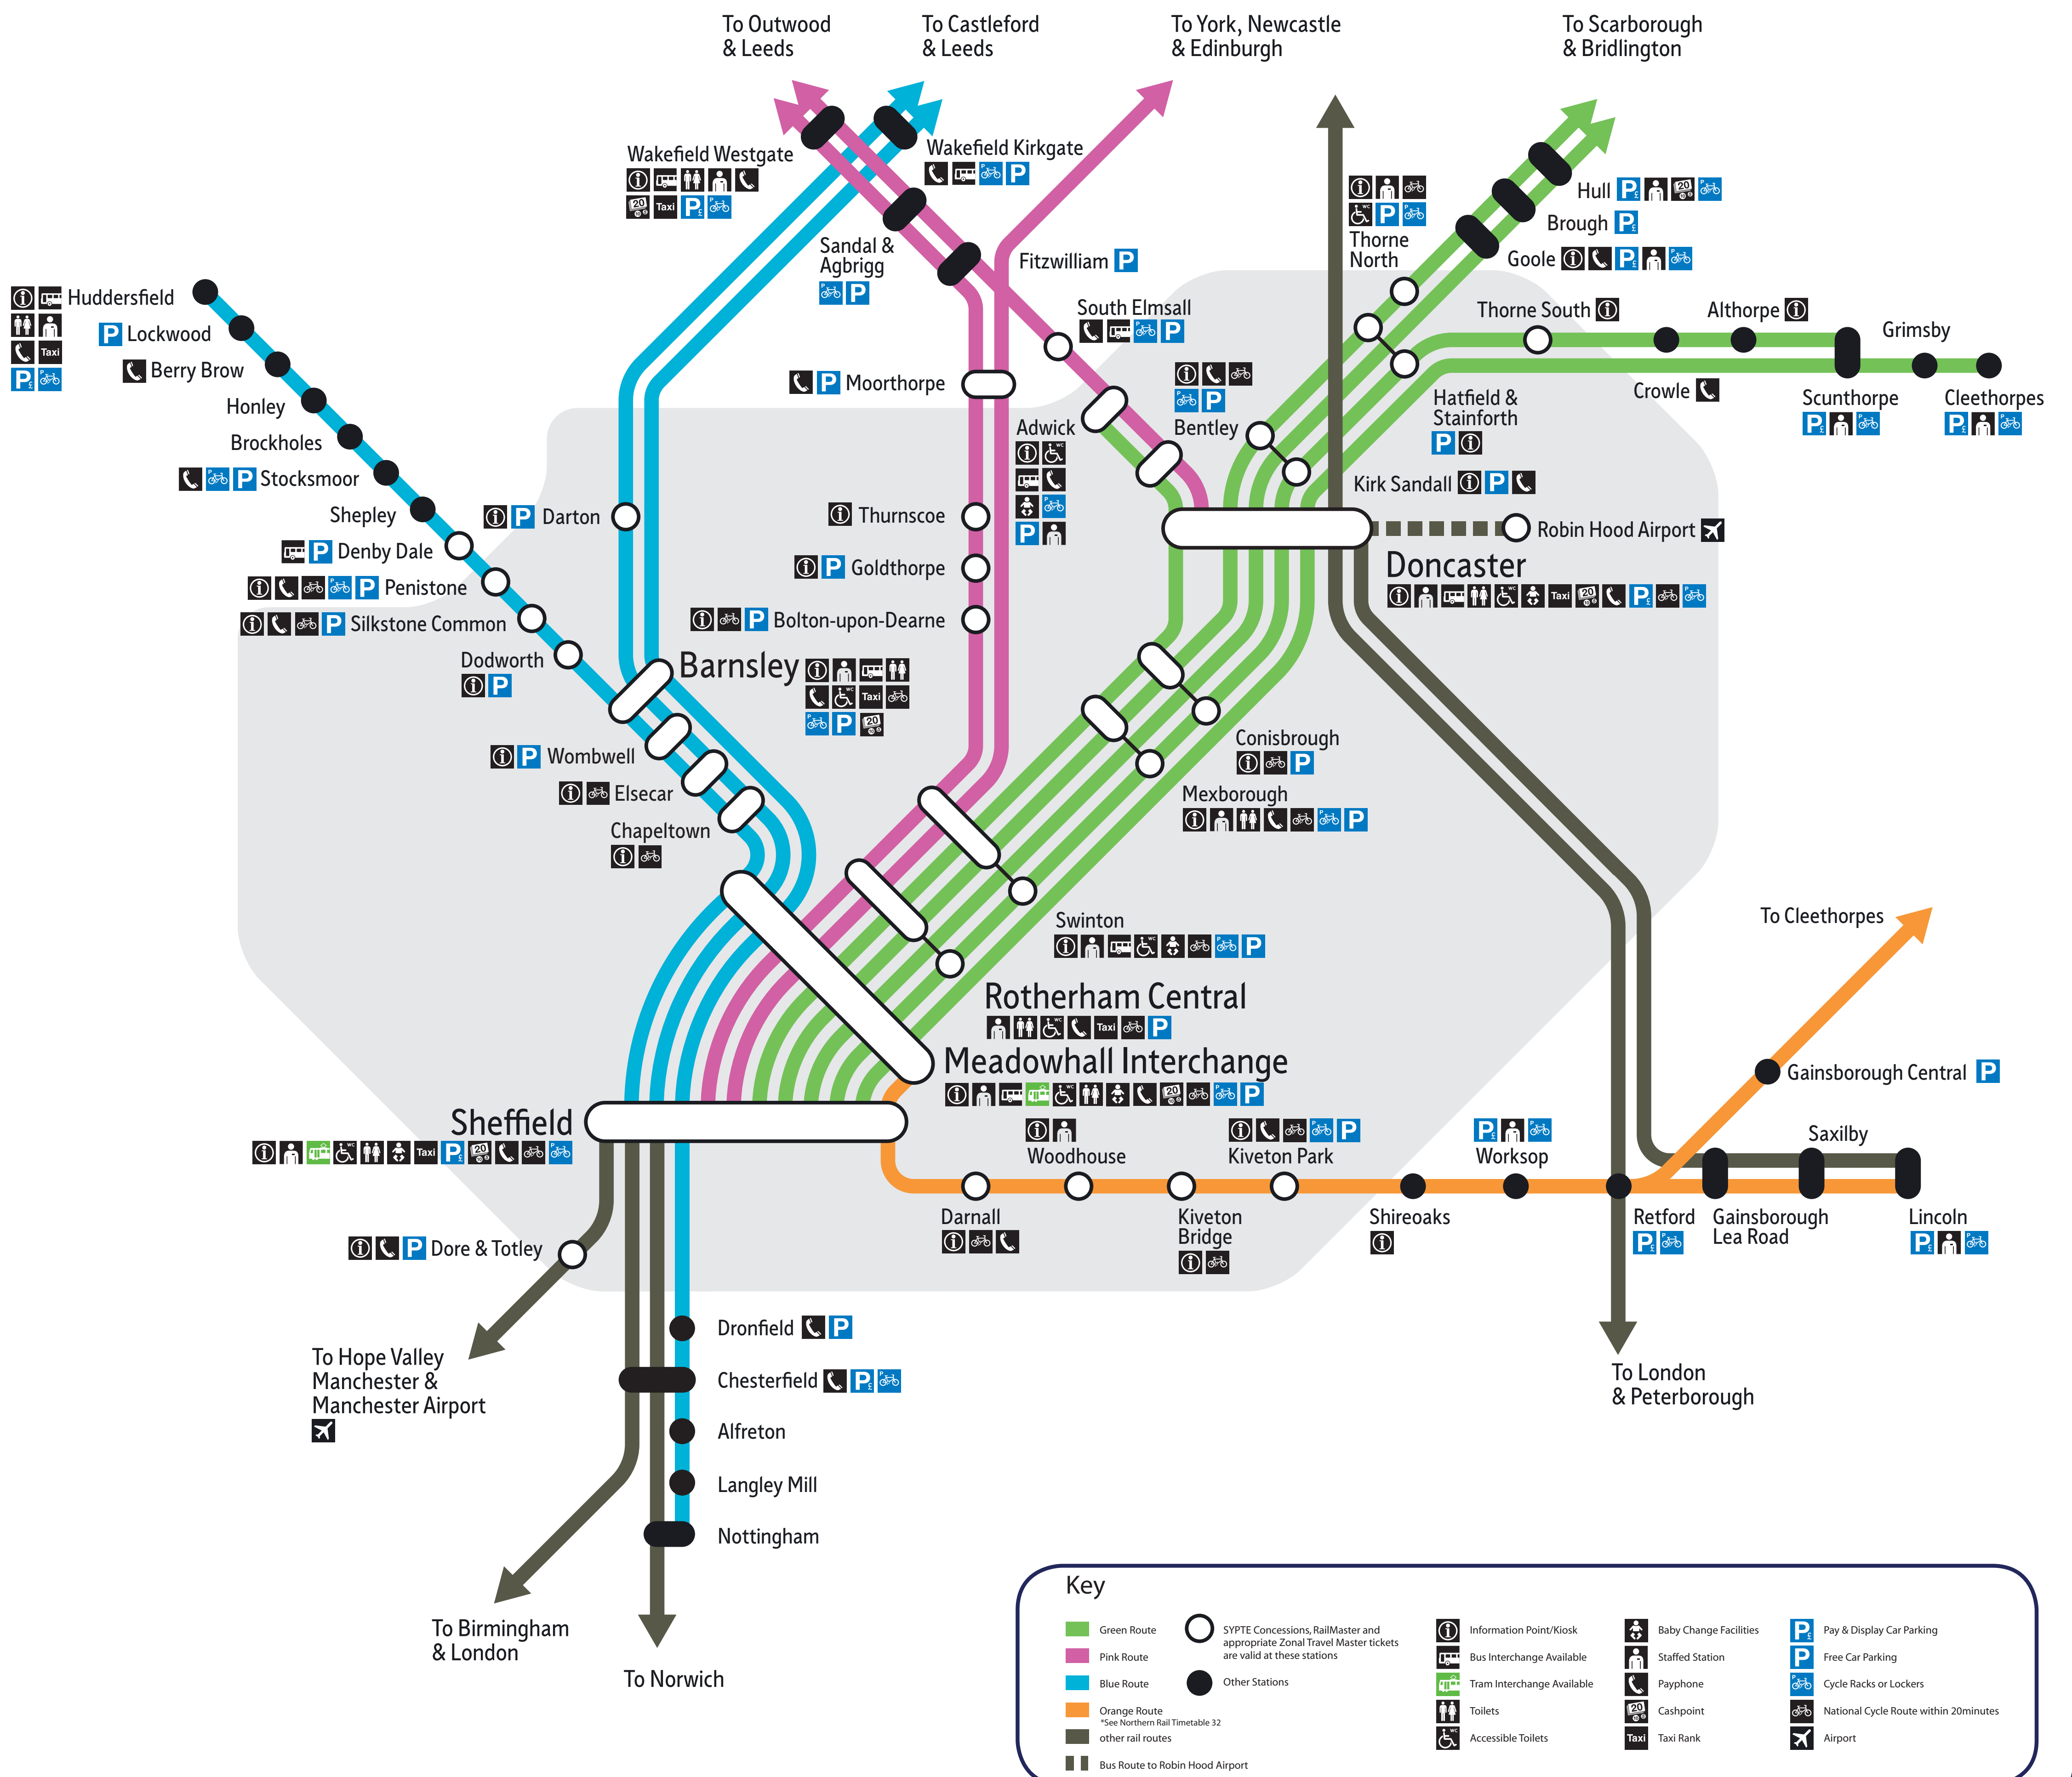 To Outwood
& Leeds
To Castleford
& Leeds
To York, Newcastle
& Edinburgh
To Scarborough
& Bridlington
Wakefield Westgate
Taxi
Wakefield Kirkgate
Sandal &
Agbrigg
Fitzwilliam
South Elmsall
Thorne
North
Hull
Brough
Goole
Huddersfield
Taxi
Lockwood
Berry Brow
Honley
Brockholes
Stocksmoor
Shepley
Denby Dale
Penistone
Silkstone Common
Dodworth
Darton
Moorthorpe
Thurnscoe
Goldthorpe
Bolton-upon-Dearne
Adwick
Bentley
Thorne South
Althorpe
Grimsby
Crowle
Scunthorpe
Cleethorpes
Hatfield &
Stainforth
Kirk Sandall
Robin Hood Airport
Doncaster
Taxi
Barnsley
Taxi
Wombwell
Elsecar
Chapeltown
Conisbrough
Mexborough
Swinton
Rotherham Central
Taxi
Meadowhall Interchange
Sheffield
Taxi
To Cleethorpes
Gainsborough Central
Saxilby
Woodhouse
Kiveton Park
Worksop
Darnall
Kiveton
Bridge
Shireoaks
Retford
Gainsborough
Lea Road
Lincoln
Dore & Totley
To Hope Valley
Manchester &
Manchester Airport
Dronfield
Chesterfield
Alfreton
Langley Mill
Nottingham
To London
& Peterborough
To Birmingham
& London
To Norwich
Key
Green Route
Pink Route
Blue Route
Orange Route
*See Northern Rail Timetable 32
other rail routes
Bus Route to Robin Hood Airport
SYPTE Concessions, RailMaster and
appropriate Zonal Travel Master tickets
are valid at these stations
Other Stations
Information Point/Kiosk
Bus Interchange Available
Tram Interchange Available
Toilets
Accessible Toilets
Baby Change Facilities
Staffed Station
Payphone
Cashpoint
Taxi Taxi Rank
Pay & Display Car Parking
P Free Car Parking
Cycle Racks or Lockers
National Cycle Route within 20minutes
Airport